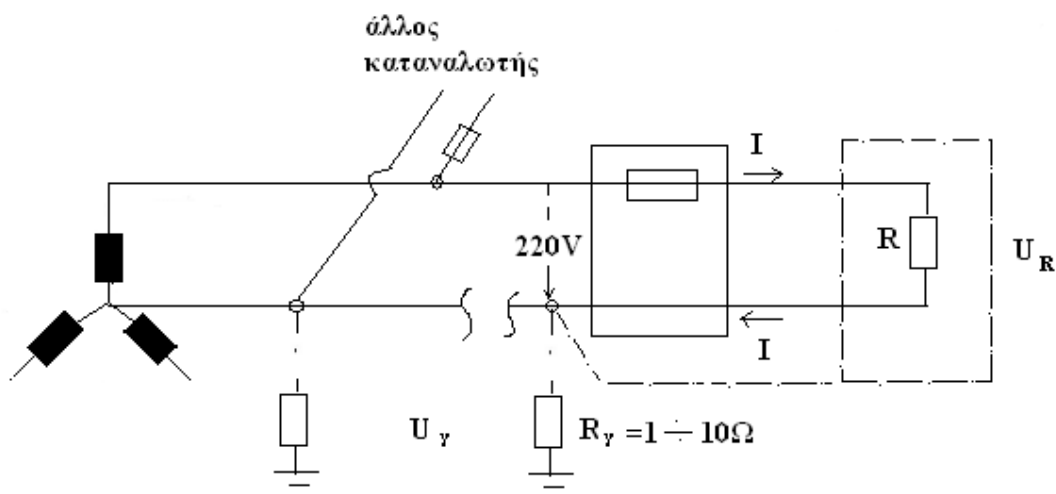 άλλος
καταναλωτής
I
220V
R
U R
I
U γ
R γ = 1 ÷ 10Ω